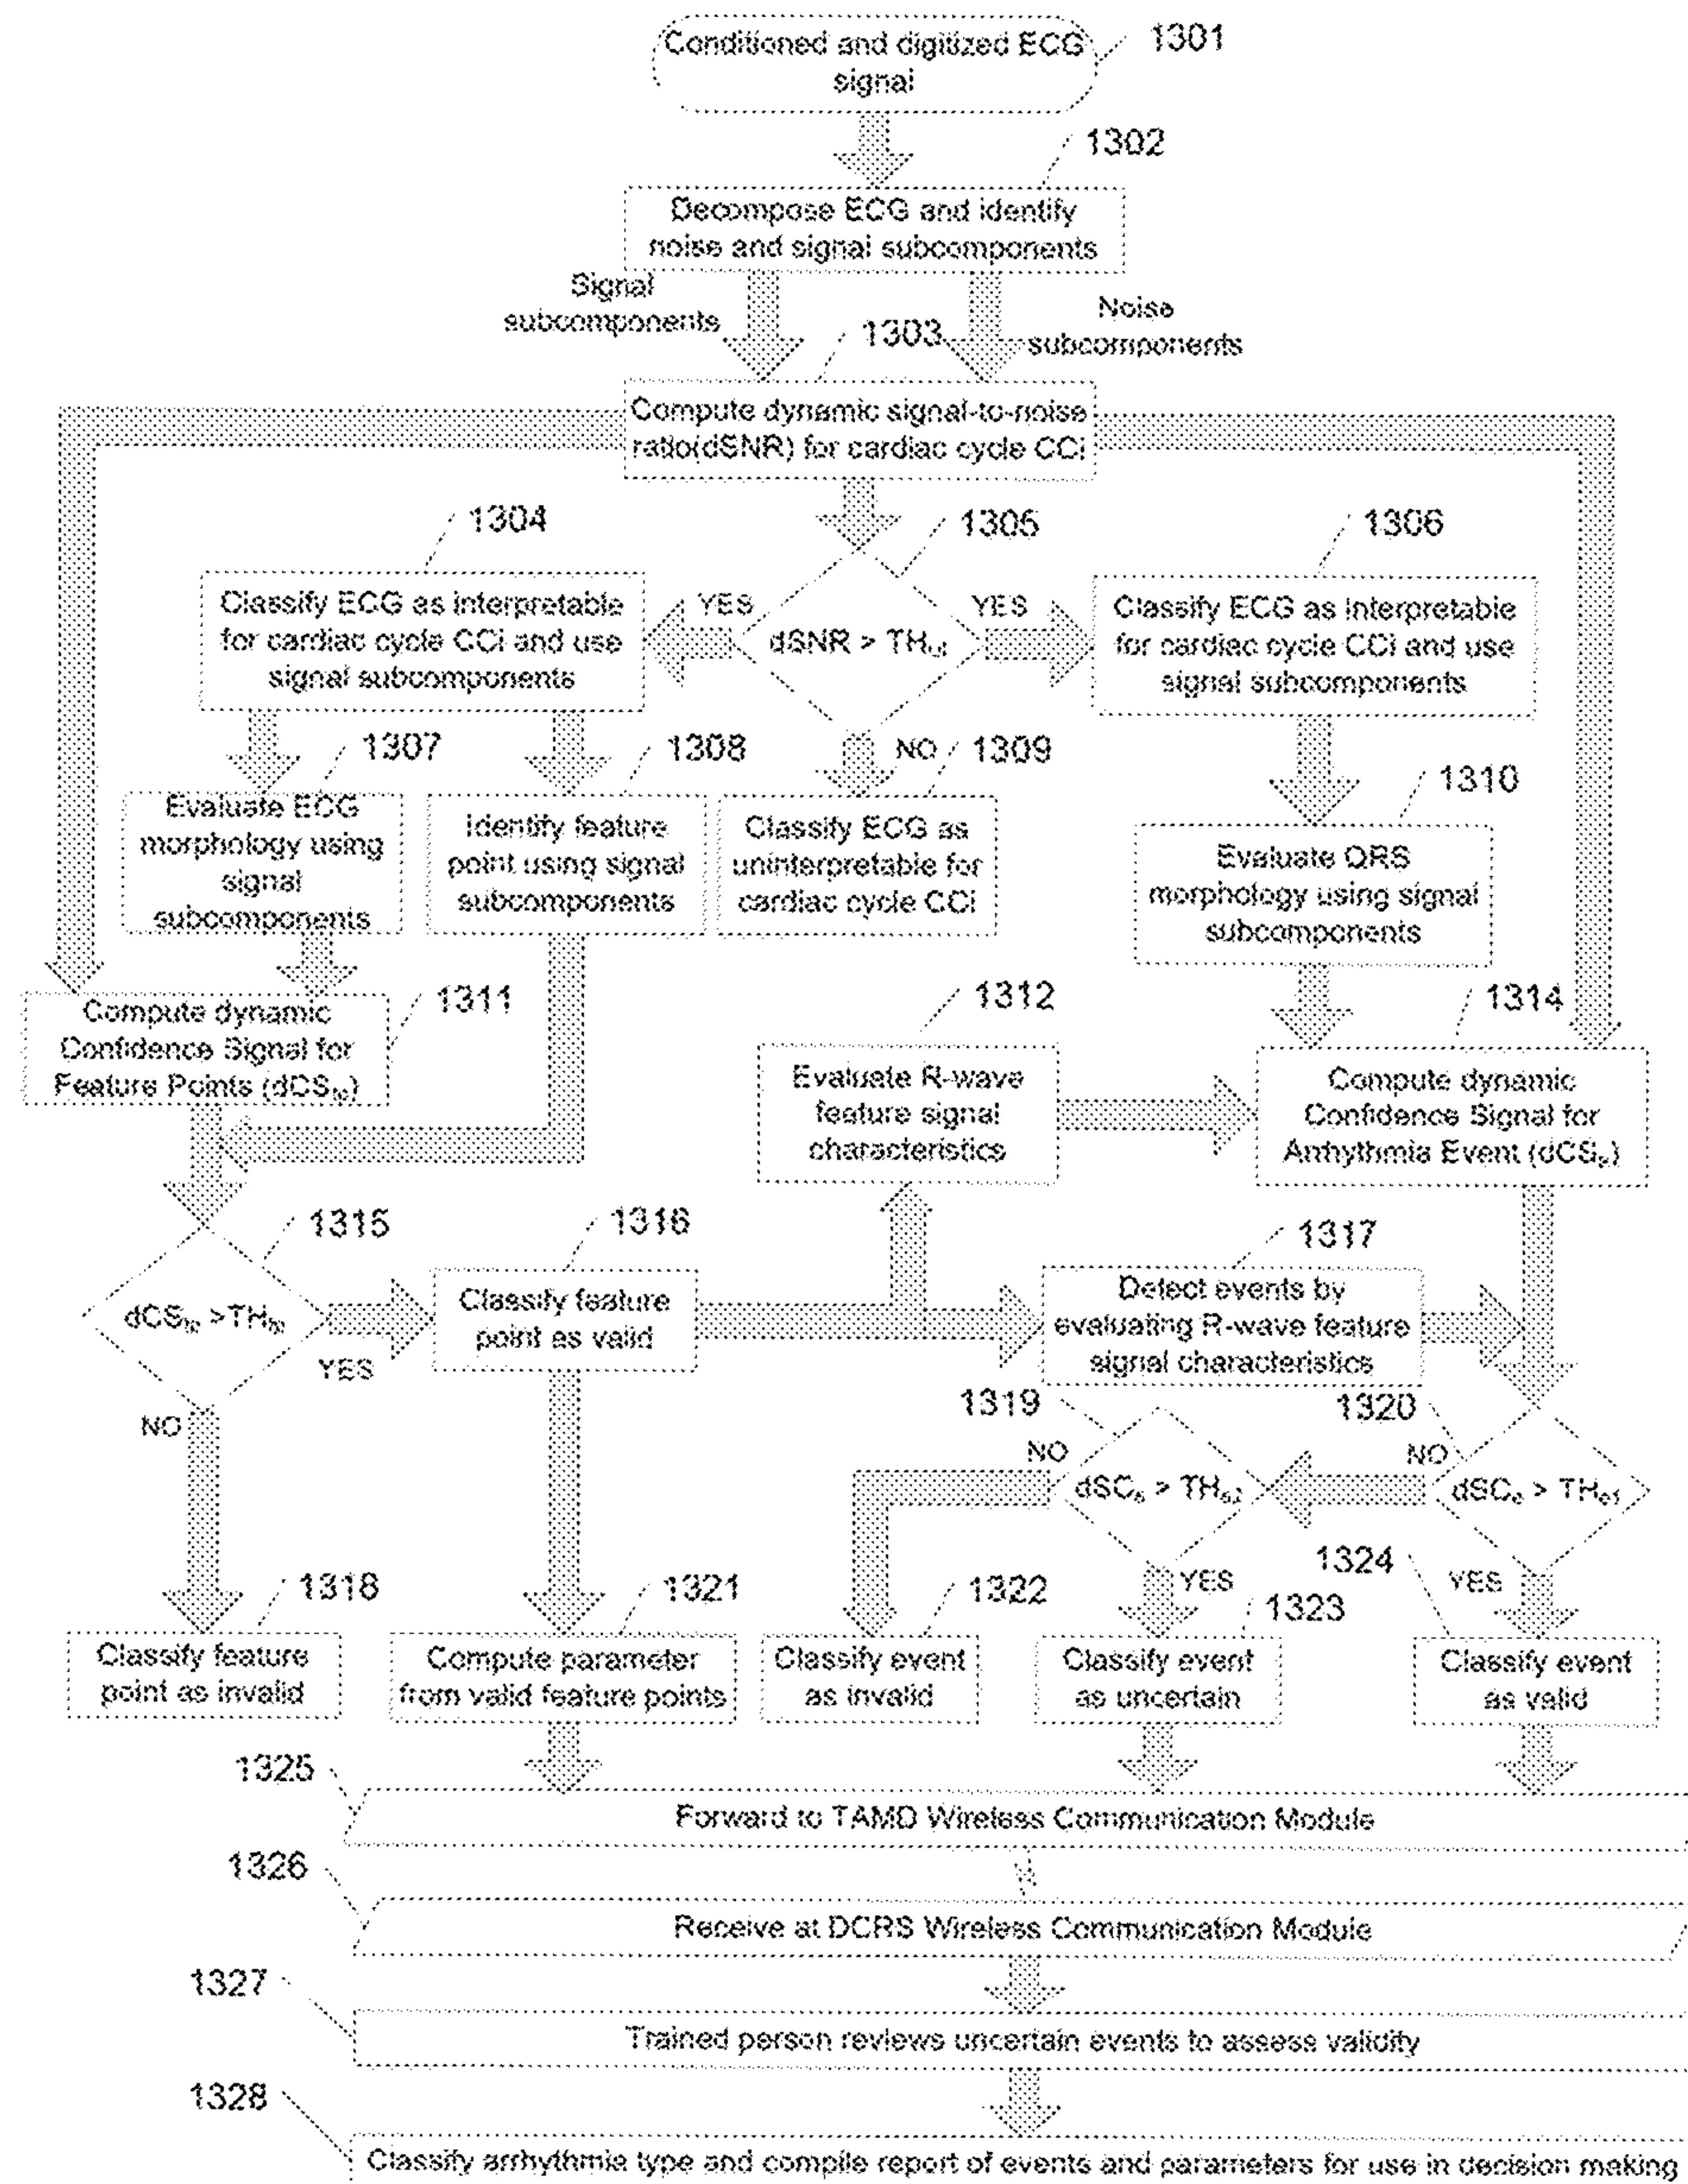 Conditioned and digitized ECG
signal
1301
1302
Decompose ECG and identify
noise and signal subcomponents
Signal
subcomponents
Noise
subcomponents
1303
Compute dynamic signal-to-noise
ratio(dSNR) for cardiac cycle CCi
1304
1305
1306
Classify ECG as interpretable
for cardiac cycle CCi and use
signal subcomponents
YES
dSNR >
YES
Classify ECG as interpretable
for cardiac cycle CCi and use
signal subcomponents
1307
1308
NO
1309
1310
Evaluate ECG
morphology using
signal
subcomponents
Identify feature
point using signal
subcomponents
Classify ECG as
uninterpretable for
cardiac cycle CCi
Evaluate QRS
morphology using signal
subcomponents
1311
1312
1314
Compute dynamic
Confidence Signal for
Feature Points
Evaluate R-wave
feature signal
characteristics
Compute dynamic
Confidence Signal for
Arrhythmia Event
1315
1316
1317
dCSfp >THfp
YES
NO
Classify feature
point as valid
Detect events by
evaluating R-wave feature
signal characteristics
1319
1320
NO
NO
dSCe > THe2
dSCe > THe1
1318
1321
1322
YES
1323
1324
YES
Classify feature
point as invalid
Compute parameter
from valid feature points
Classify event
as invalid
Classify event
as uncertain
Classify event
as valid
1325
Forward to TAMD Wireless Communication Module
1326
Receive at DCRS Wireless Communication Module
1327
Trained person reviews uncertain events to assess validity
1328
Classify arrhythmia type and compile report of events and parameters for use in decision making